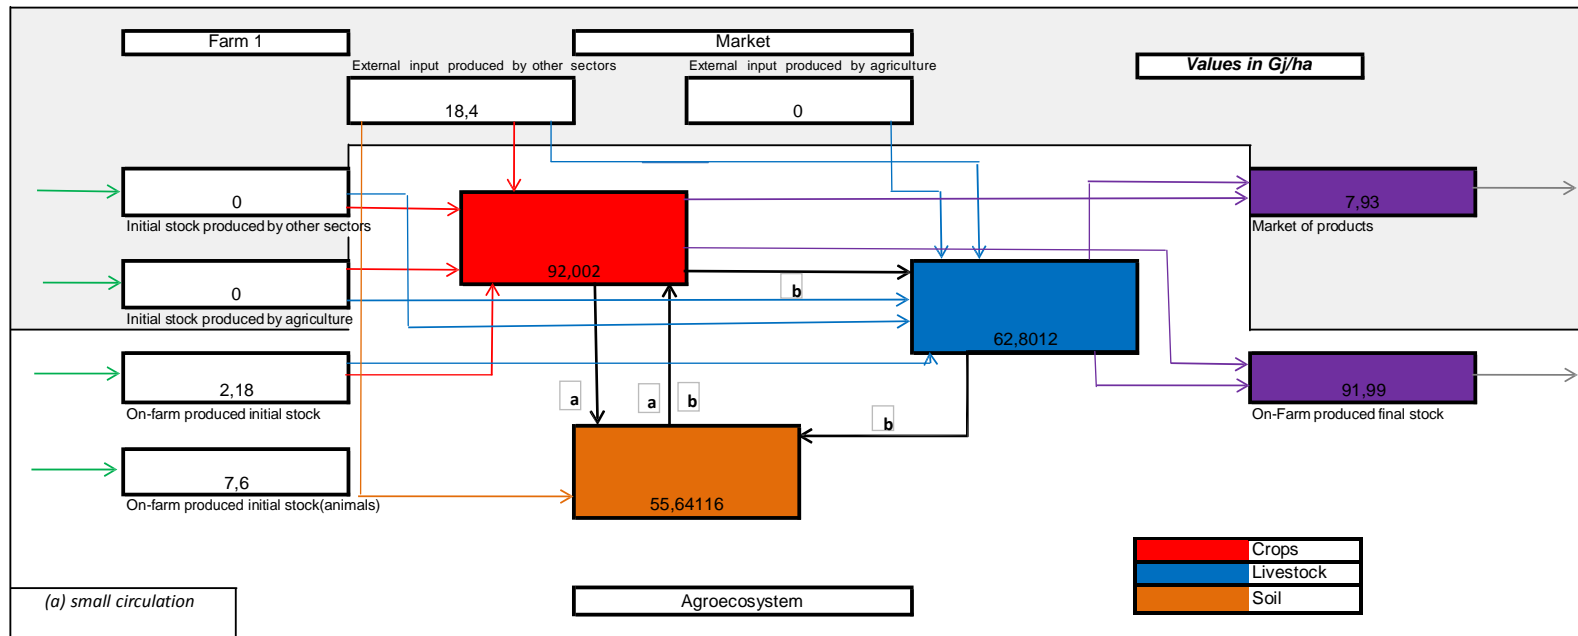 Farm 1
Market
External input produced by other sectors
External input produced by agriculture
Values in Gj/ha
18,4
0
0
Initial stock produced by other sectors
7,93
Market of products
92,002
b
0
Initial stock produced by agriculture
62,8012
2,18
On-farm produced initial stock
a
a
b
b
91,99
On-Farm produced final stock
7,6
On-farm produced initial stock(animals)
55,64116
Crops
Livestock
Soil
(a) small circulation
Agroecosystem